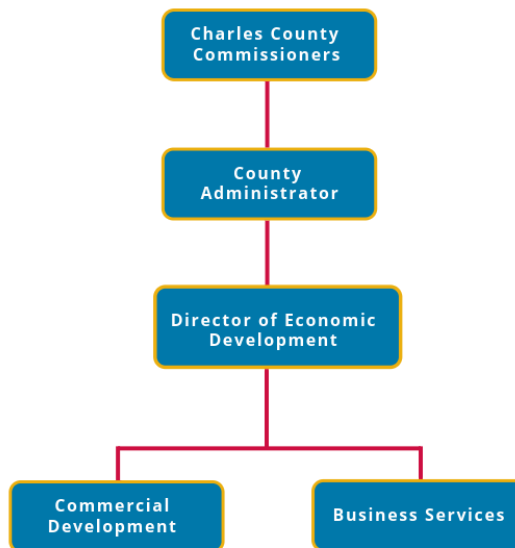 Charles County
Commissioners
County
Administrator
Director of Economic
Development
Commercial
Development
Business Services